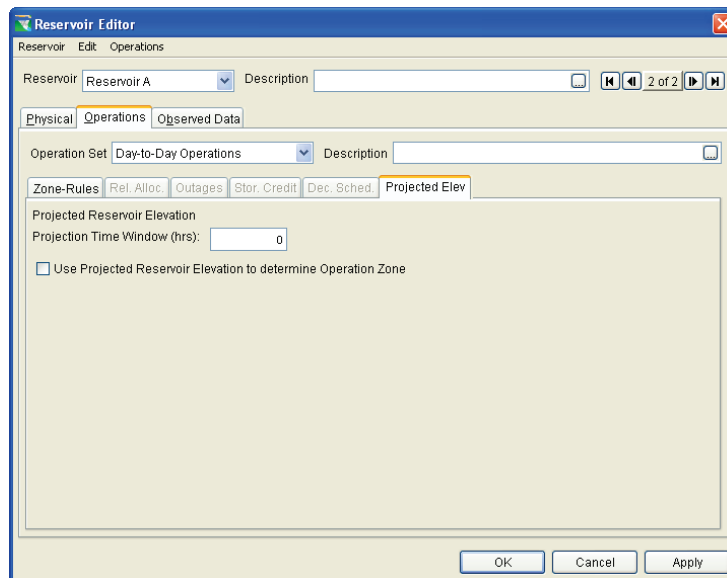 Reservoir Editor
Reservoir Edit Operations
Reservoir Reservoir A Description ... 2 of 2
Physical Operations Observed Data
Operation Set Day-to-Day Operations Description ...
Zone-Rules Rel. Alloc. Outages Stor. Credit Dec. Sched. Projected Elev
Projected Reservoir Elevation
Projection Time Window (hrs): 0
Use Projected Reservoir Elevation to determine Operation Zone
OK Cancel Apply